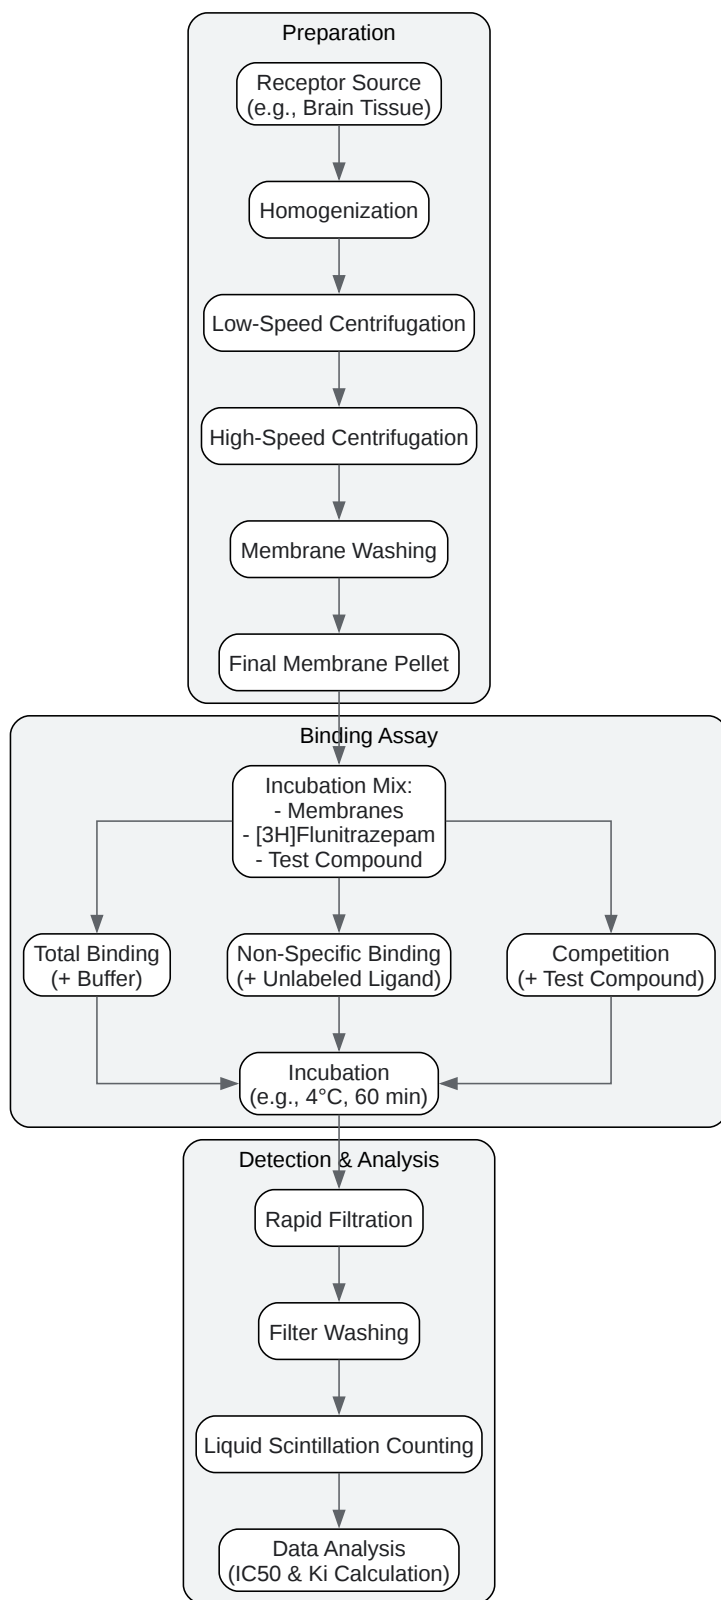 Preparation
Receptor Source
(e.g., Brain Tissue)
Homogenization
Low-Speed Centrifugation
High-Speed Centrifugation
Membrane Washing
Final Membrane Pellet
Binding Assay
Incubation Mix:
- Membranes
- [3H]Flunitrazepam
- Test Compound
Total Binding
(+ Buffer)
Non-Specific Binding
(+ Unlabeled Ligand)
Competition
(+ Test Compound)
Incubation
(e.g., 4°C, 60 min)
Detection & Analysis
Rapid Filtration
Filter Washing
Liquid Scintillation Counting
Data Analysis
(IC50 & Ki Calculation)